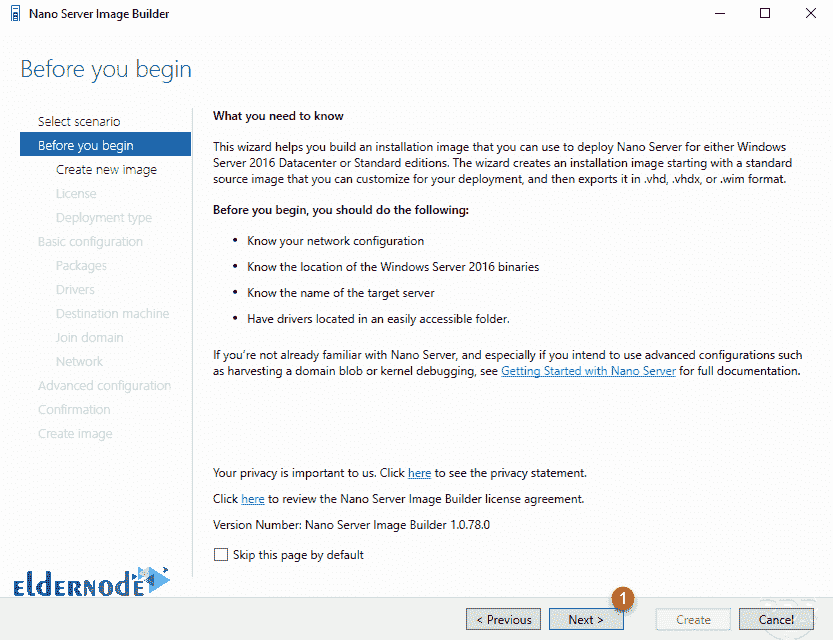 Nano Server Image Builder
Before you begin
Select scenario
Before you begin
Create new image
License
Deployment type
Basic configuration
Packages
Drivers
Destination machine
Join domain
Network
Advanced configuration
Confirmation
Create image
What you need to know
This wizard helps you build an installation image that you can use to deploy Nano Server for either Windows
Server 2016 Datacenter or Standard editions. The wizard creates an installation image starting with a standard
source image that you can customize for your deployment, and then exports it in .vhd, .vhdx, or .wim format.
Before you begin, you should do the following:
• Know your network configuration
• Know the location of the Windows Server 2016 binaries
• Know the name of the target server
• Have drivers located in an easily accessible folder.
If you're not already familiar with Nano Server, and especially if you intend to use advanced configurations such
as harvesting a domain blob or kernel debugging, see Getting Started with Nano Server for full documentation.
Your privacy is important to us. Click here to see the privacy statement.
Click here to review the Nano Server Image Builder license agreement.
Version Number: Nano Server Image Builder 1.0.78.0
Skip this page by default
eldernode
1
< Previous Next > Create Cancel